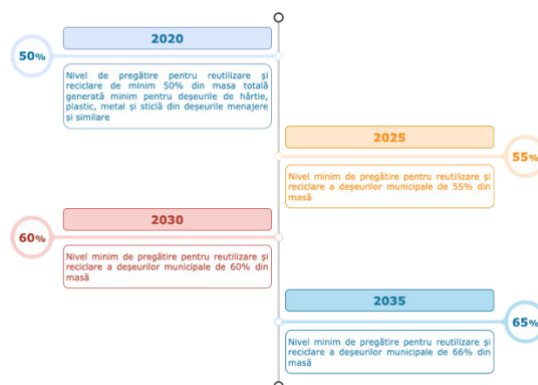 2020
50%
Nivel de pregătire pentru reutilizare și
reciclare de minim 50% din masa totală
generată minim pentru deșeurile de hârtie,
plastic, metal și sticlă din deșeurile menajere
și similare
2025
55%
Nivel minim de pregătire pentru reutilizare și
reciclare a deșeurilor municipale de 55% din
masă
2030
60%
Nivel minim de pregătire pentru reutilizare și
reciclare a deșeurilor municipale de 60% din
masă
2035
65%
Nivel minim de pregătire pentru reutilizare și
reciclare a deșeurilor municipale de 66% din
masă